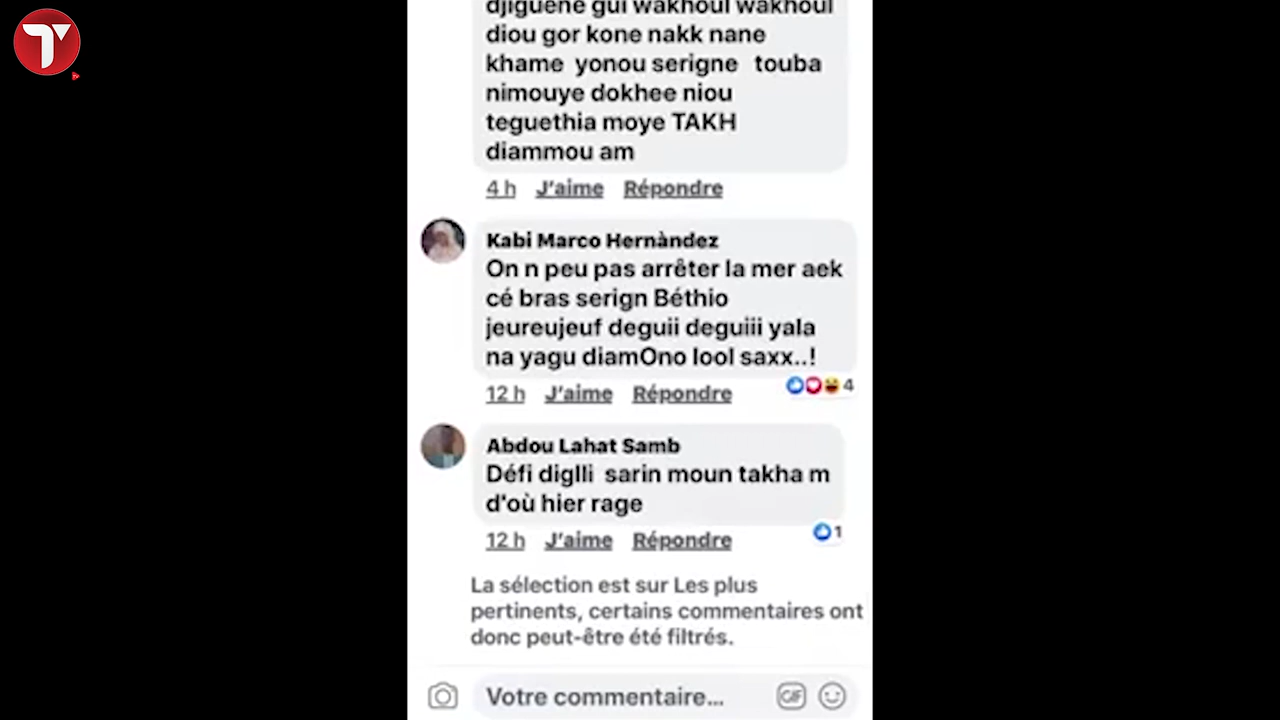 djiguene gui wakhoul wakhoul
diou gor kone nakk nane
khame yonou serigne touba
nimouye dokhee niou
teguethia moye TAKH
diammou am
4 h J'aime Répondre
Kabi Marco Hernàndez
On n peu pas arrêter la mer aek
cé bras serign Béthio
jeureujeuf deguii deguiii yala
na yagu diamOno lool saxx..!
12 h J'aime Répondre 4
Abdou Lahat Samb
Défi diglli sarin moun takha m
d'où hier rage
12 h J'aime Répondre 1
La sélection est sur Les plus
pertinents, certains commentaires ont
donc peut-être été filtrés.
Votre commentaire... GIF